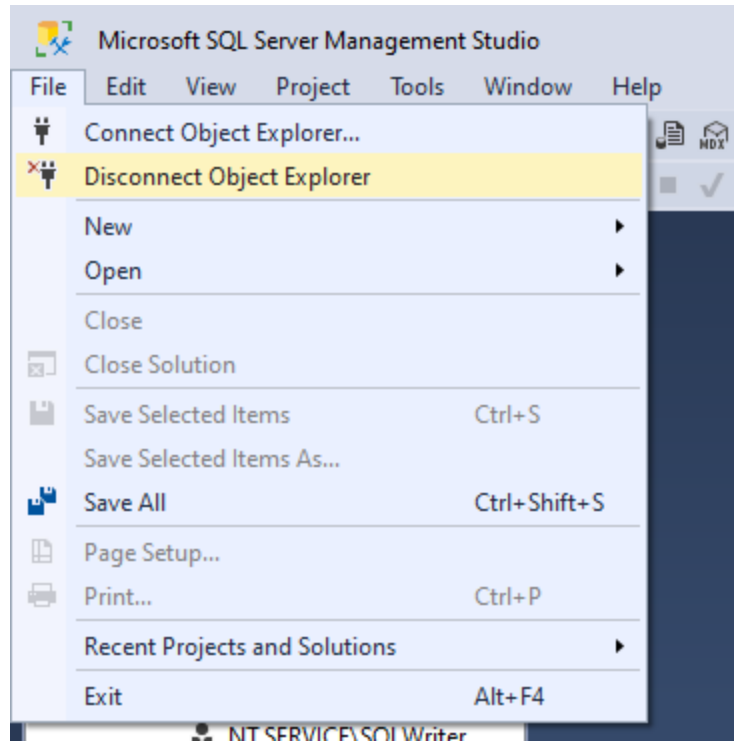 Microsoft SQL Server Management Studio
File Edit View Project Tools Window Help
MDX
Connect Object Explorer...
Disconnect Object Explorer
New
Open
Close
Close Solution
Save Selected Items Ctrl+S
Save Selected Items As...
Save All Ctrl+Shift+S
Page Setup...
Print... Ctrl+P
Recent Projects and Solutions
Exit Alt+F4
NT SERVICE\SQLWriter